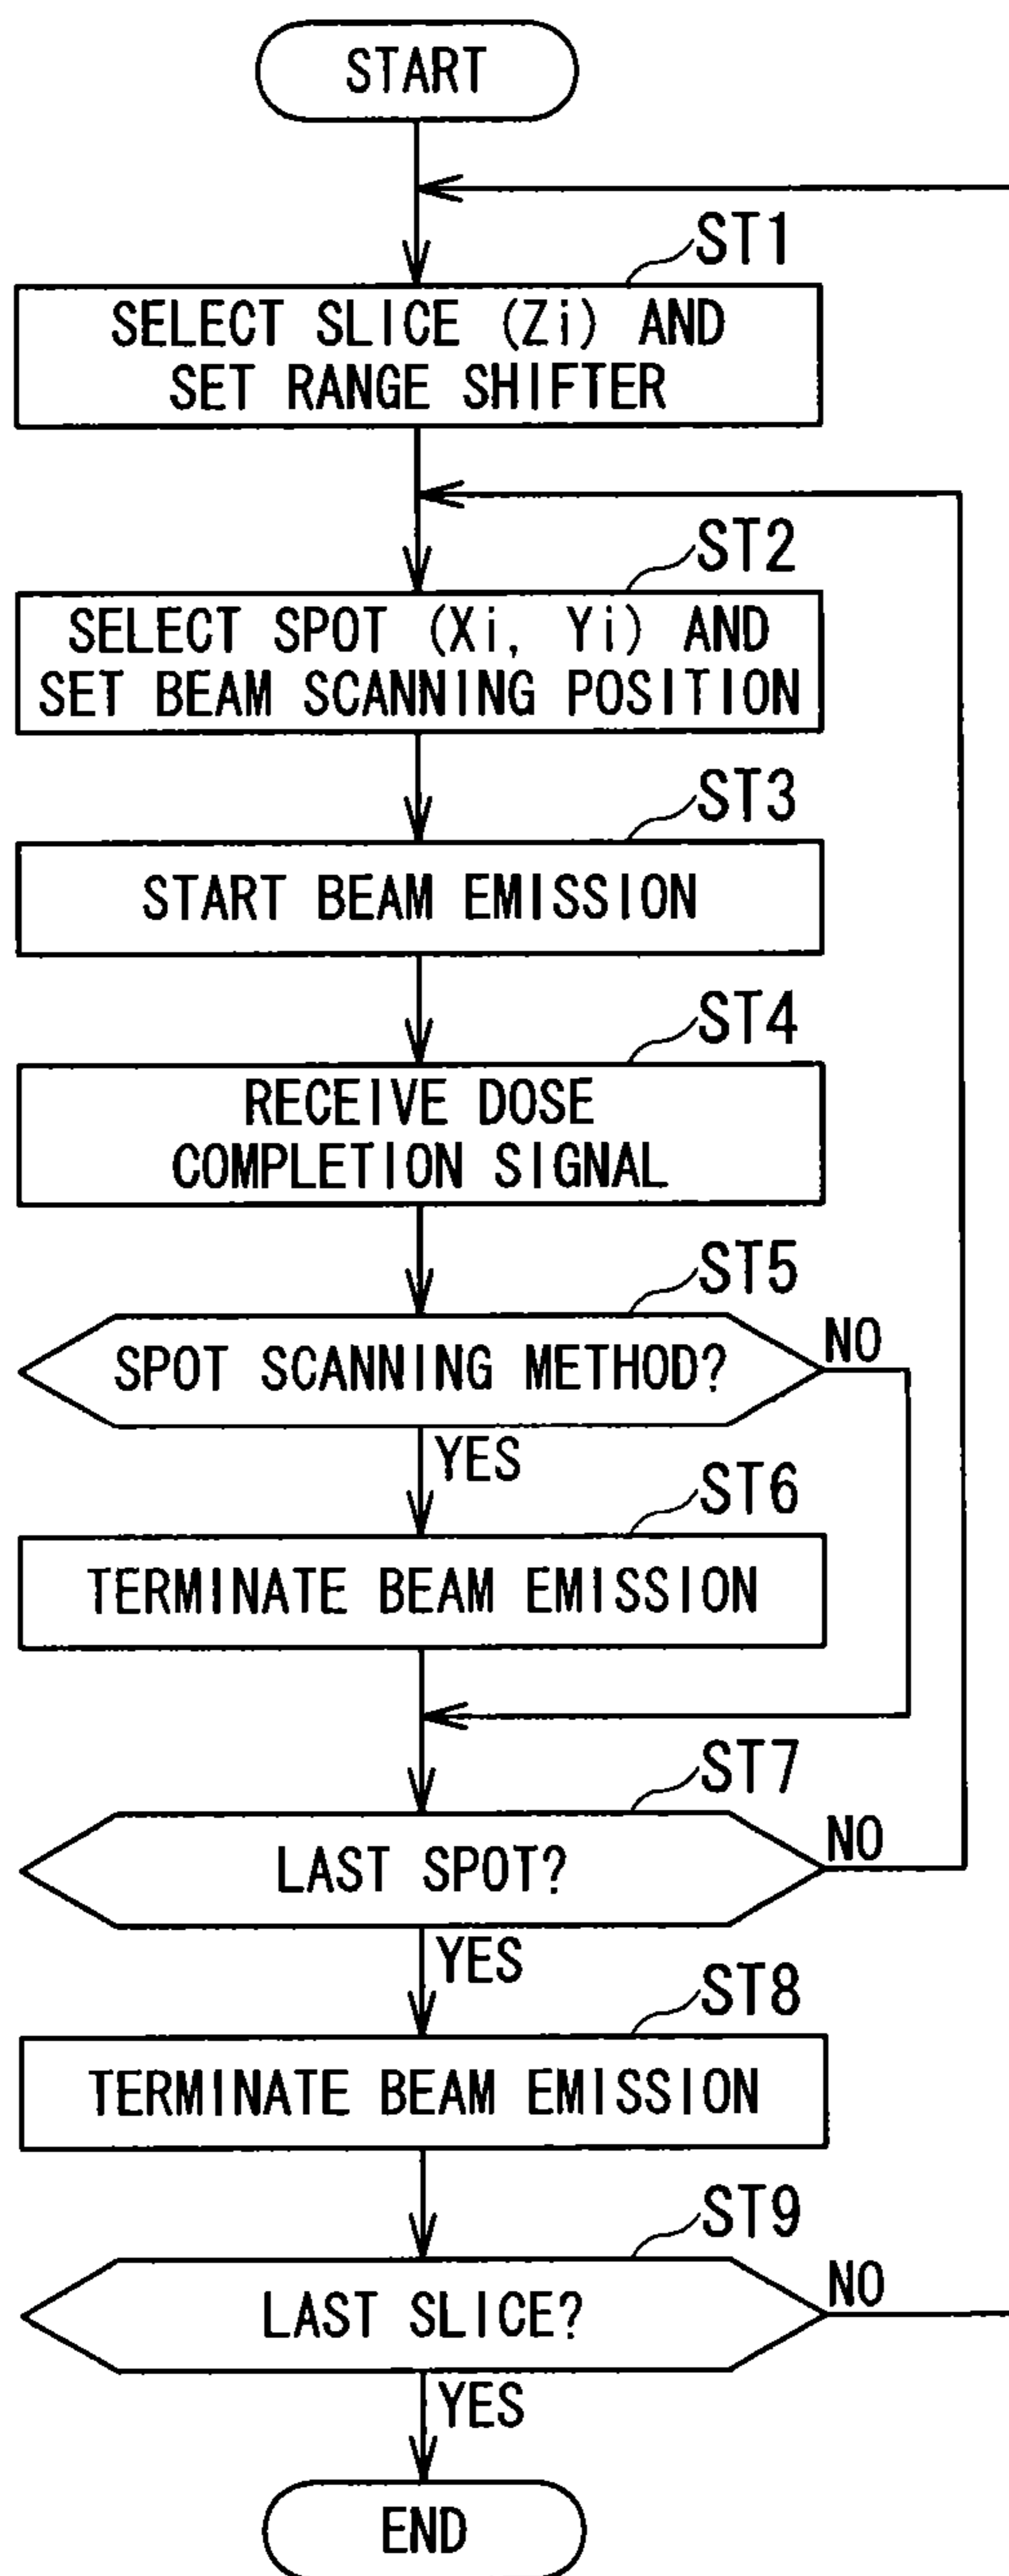 START
ST1
SELECT SLICE (Zi) AND
SET RANGE SHIFTER
ST2
SELECT SPOT (Xi, Yi) AND
SET BEAM SCANNING POSITION
ST3
START BEAM EMISSION
ST4
RECEIVE DOSE
COMPLETION SIGNAL
ST5
SPOT SCANNING METHOD?
NO
YES
ST6
TERMINATE BEAM EMISSION
ST7
LAST SPOT?
NO
YES
ST8
TERMINATE BEAM EMISSION
ST9
LAST SLICE?
NO
YES
END